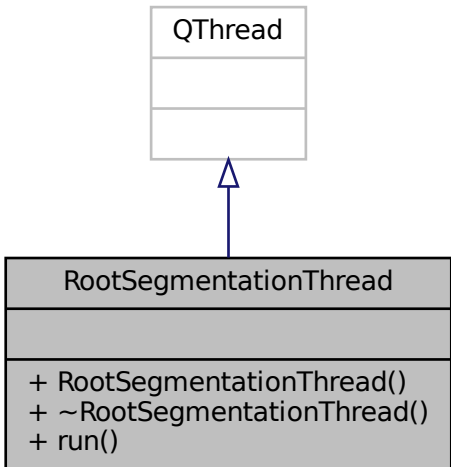 QThread
RootSegmentationThread
+ RootSegmentationThread()
+ ~RootSegmentationThread()
+ run()